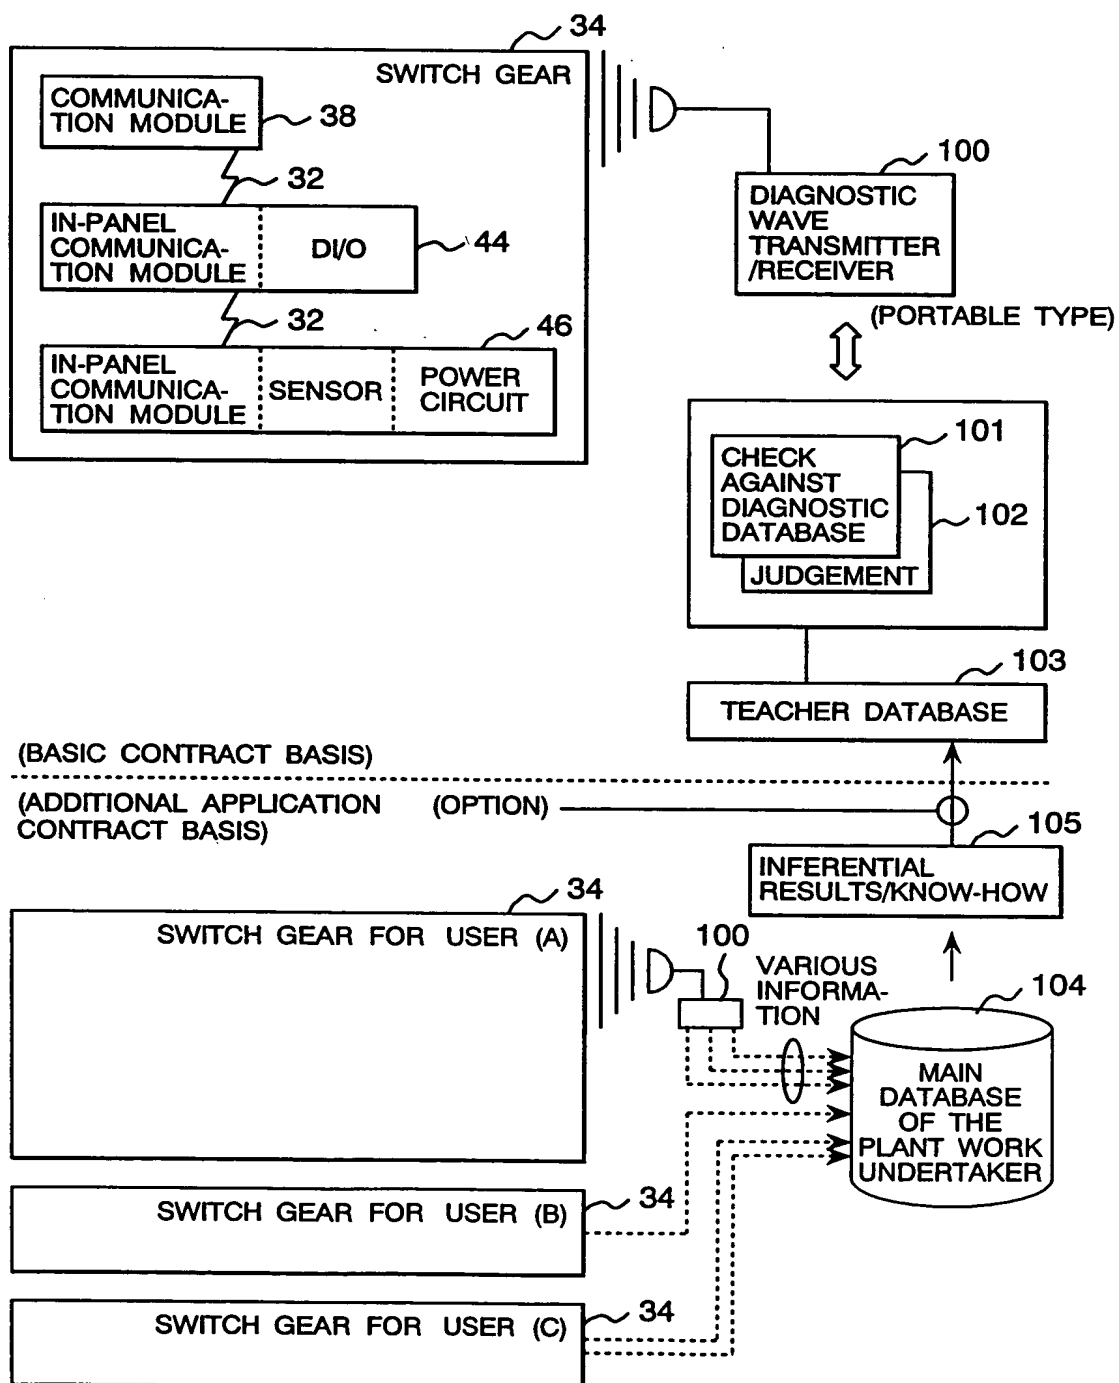 34
SWITCH GEAR
COMMUNICA-
TION MODULE
38
32
IN-PANEL
COMMUNICA-
TION MODULE
DI/O
44
32
46
IN-PANEL
COMMUNICA-
TION MODULE
SENSOR
POWER
CIRCUIT
100
DIAGNOSTIC
WAVE
TRANSMITTER
/RECEIVER
(PORTABLE TYPE)
101
CHECK
AGAINST
DIAGNOSTIC
DATABASE
102
JUDGEMENT
103
TEACHER DATABASE
(BASIC CONTRACT BASIS)
(ADDITIONAL APPLICATION
CONTRACT BASIS)
(OPTION)
105
INFERENTIAL
RESULTS/KNOW-HOW
34
SWITCH GEAR FOR USER (A)
100
VARIOUS
INFORMA-
TION
104
MAIN
DATABASE
OF THE
PLANT WORK
UNDERTAKER
34
SWITCH GEAR FOR USER (B)
34
SWITCH GEAR FOR USER (C)